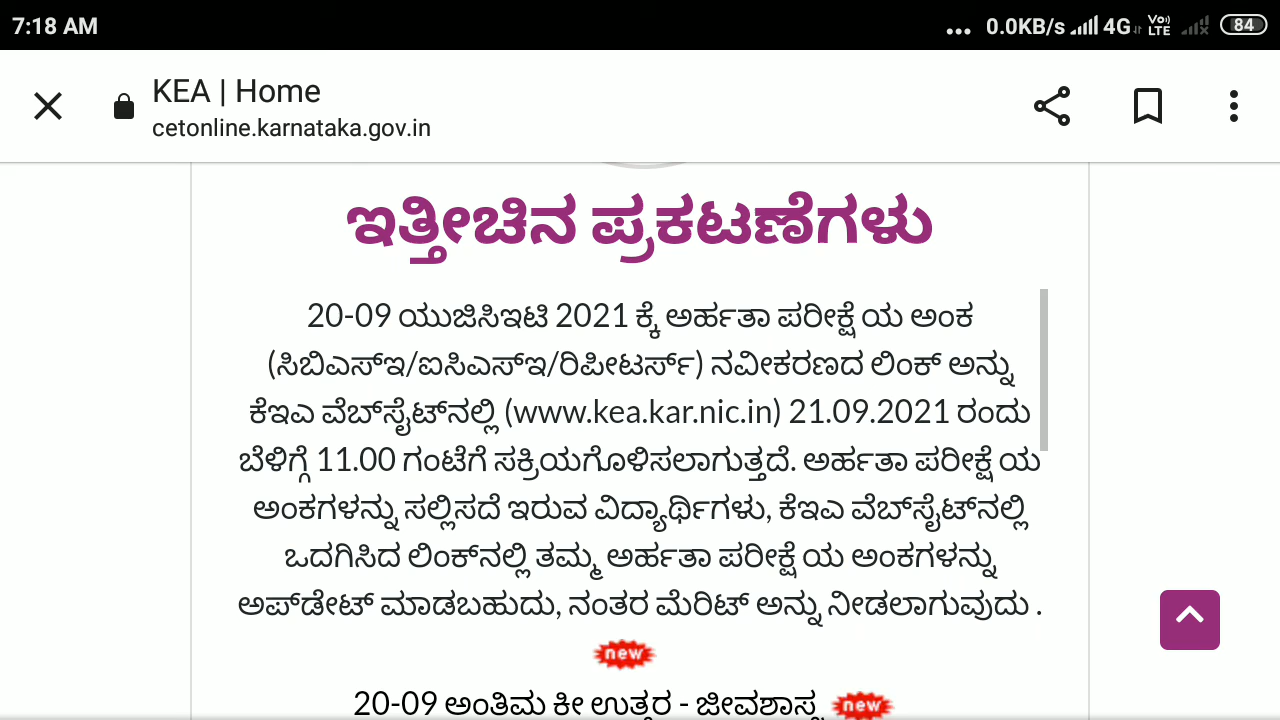 7:18 AM
... 0.0KB/s 4G Vo) LTE 84
KEA | Home
cetonline.karnataka.gov.in
ಇತ್ತೀಚಿನ ಪ್ರಕಟಣೆಗಳು
20-09 ಯುಜಿಸಿಇಟಿ 2021 ಕ್ಕೆ ಅರ್ಹತಾ ಪರೀಕ್ಷೆಯ ಅಂಕ
(ಸಿಬಿಎಸ್ಇ/ಐಸಿಎಸ್ಇ/ರಿಪೀಟರ್ಸ್) ನವೀಕರಣದ ಲಿಂಕ್ ಅನ್ನು
ಕೆಇಎ ವೆಬ್‌ಸೈಟ್‌ನಲ್ಲಿ (www.kea.kar.nic.in) 21.09.2021 ರಂದು
ಬೆಳಿಗ್ಗೆ 11.00 ಗಂಟೆಗೆ ಸಕ್ರಿಯಗೊಳಿಸಲಾಗುತ್ತದೆ. ಅರ್ಹತಾ ಪರೀಕ್ಷೆಯ
ಅಂಕಗಳನ್ನು ಸಲ್ಲಿಸದೆ ಇರುವ ವಿದ್ಯಾರ್ಥಿಗಳು, ಕೆಇಎ ವೆಬ್‌ಸೈಟ್‌ನಲ್ಲಿ
ಒದಗಿಸಿದ ಲಿಂಕ್‌ನಲ್ಲಿ ತಮ್ಮ ಅರ್ಹತಾ ಪರೀಕ್ಷೆಯ ಅಂಕಗಳನ್ನು
ಅಪ್‌ಡೇಟ್ ಮಾಡಬಹುದು, ನಂತರ ಮೆರಿಟ್ ಅನ್ನು ನೀಡಲಾಗುವುದು .
new
20-09 ಅಂತಿಮ ಕೀ ಉತ್ತರ - ಜೀವಶಾಸ್ತ್ರ new